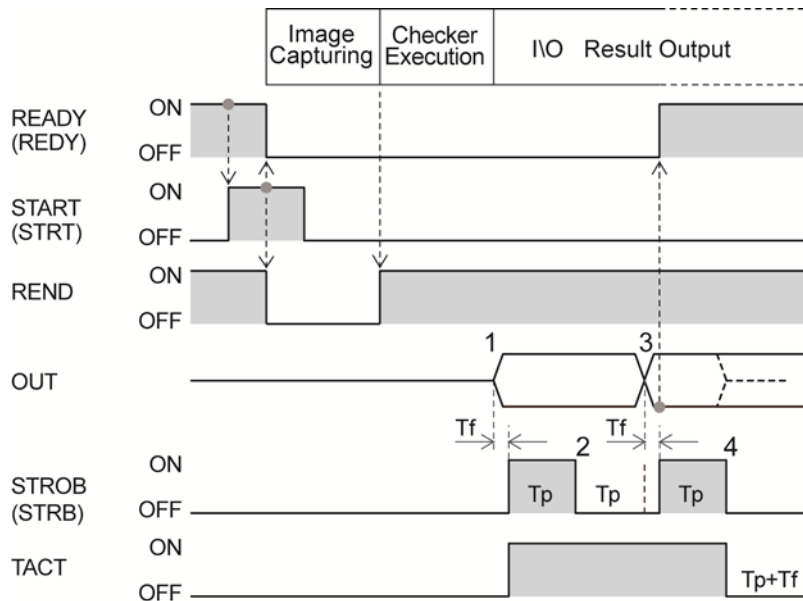 Image
Capturing
Checker
Execution
I\O Result Output
READY
(REDY)
ON
OFF
START
(STRT)
ON
OFF
REND
ON
OFF
OUT
1
3
Tf
Tf
STROB
(STRB)
ON
OFF
2
4
Tp
Tp
Tp
TACT
ON
OFF
Tp+Tf